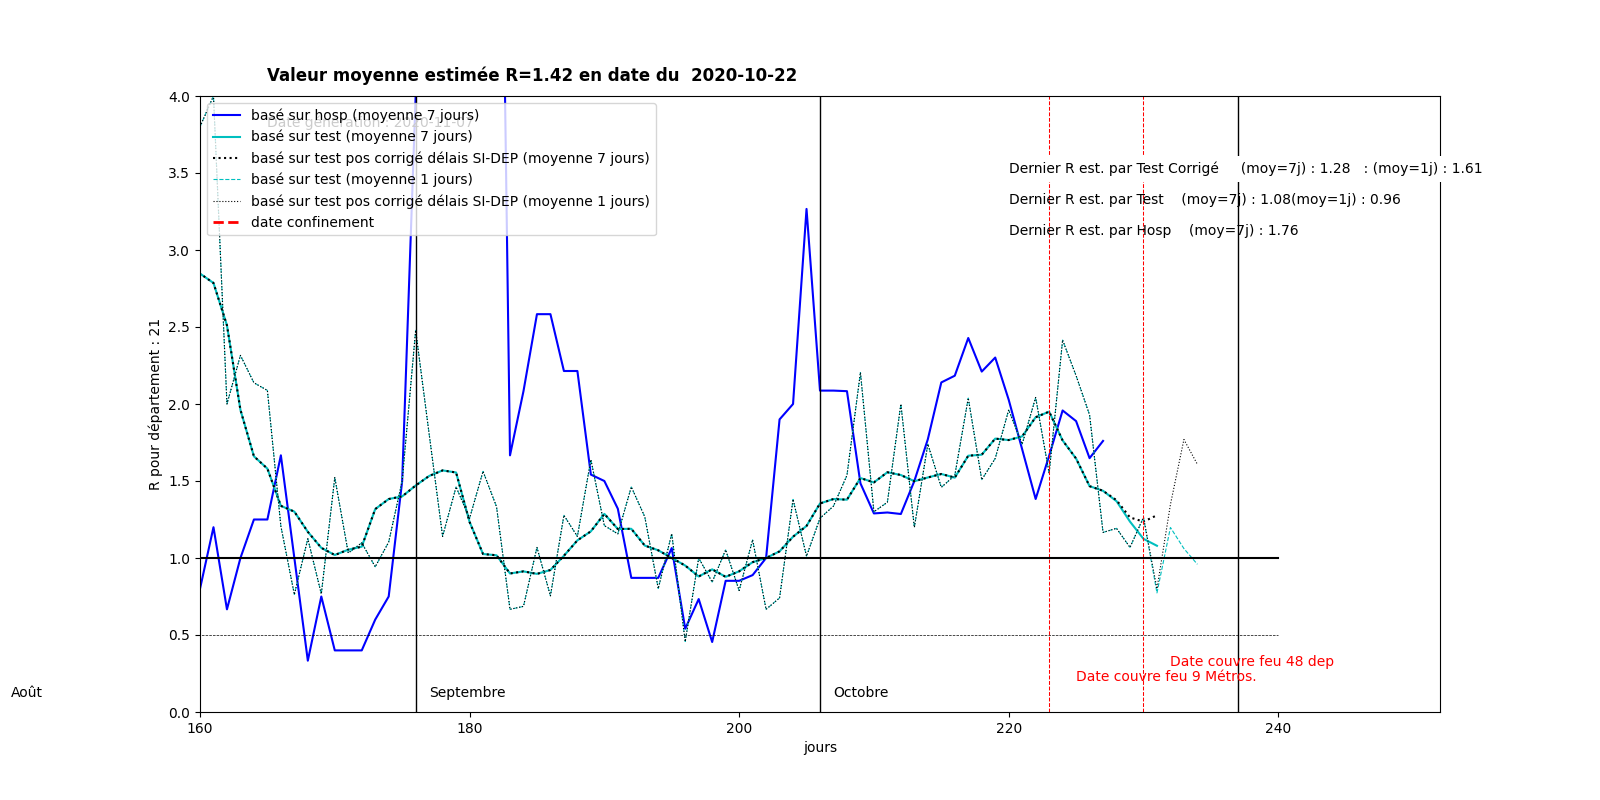 Valeur moyenne estimée R=1.42 en date du  2020-10-22
4.0
3.5
3.0
2.5
2.0
1.5
1.0
0.5
0.0
R pour département : 21
basé sur hosp (moyenne 7 jours)
Date génération : 2020-11-07
basé sur test (moyenne 7 jours)
basé sur test pos corrigé délais SI-DEP (moyenne 7 jours)
basé sur test (moyenne 1 jours)
basé sur test pos corrigé délais SI-DEP (moyenne 1 jours)
date confinement
Dernier R est. par Test Corrigé     (moy=7j) : 1.28   : (moy=1j) : 1.61
Dernier R est. par Test    (moy=7j) : 1.08(moy=1j) : 0.96
Dernier R est. par Hosp    (moy=7j) : 1.76
Date couvre feu 48 dep
Date couvre feu 9 Métros.
Août
Septembre
Octobre
160
180
200
220
240
jours